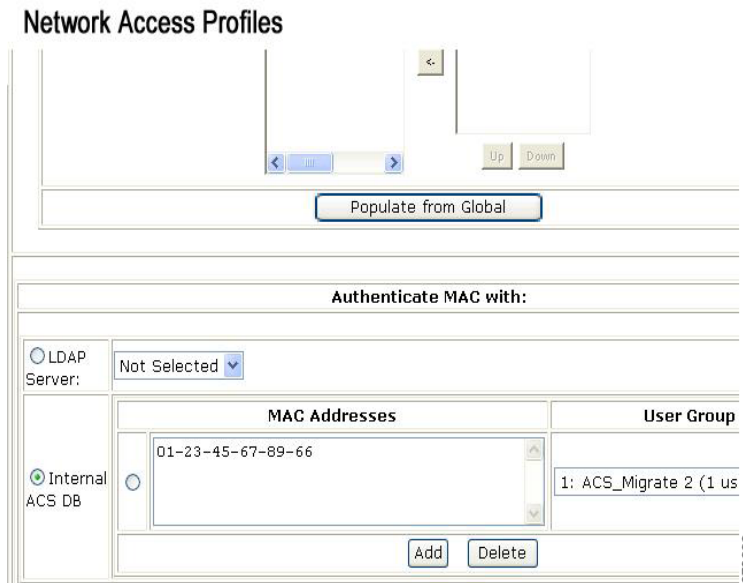 Network Access Profiles
<-
Up Down
Populate from Global
Authenticate MAC with:
LDAP Server:
Not Selected
MAC Addresses User Group
Internal ACS DB
01-23-45-67-89-66
1: ACS_Migrate 2 (1 us
Add Delete